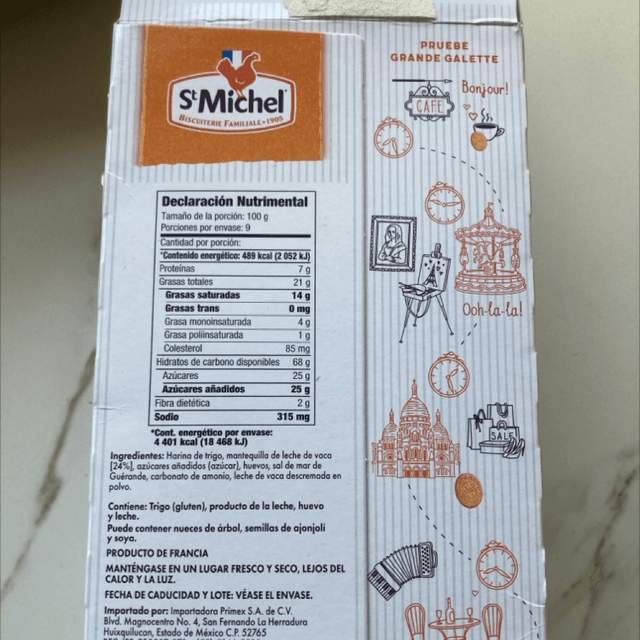 St Michel
BISCUITERIE FAMILIALE • 1905
Declaración Nutrimental
Tamaño de la porción: 100 g
Porciones por envase: 9
Cantidad por porción:
*Contenido energético: 489 kcal (2 052 kJ)
Proteínas 7 g
Grasas totales 21 g
Grasas saturadas 14 g
Grasas trans 0 mg
Grasa monoinsaturada 4 g
Grasa poliinsaturada 1 g
Colesterol 85 mg
Hidratos de carbono disponibles 68 g
Azúcares 25 g
Azúcares añadidos 25 g
Fibra dietética 2 g
Sodio 315 mg
*Cont. energético por envase:
4 401 kcal (18 468 kJ)
Ingredientes: Harina de trigo, mantequilla de leche de vaca
[24%], azúcares añadidos (azúcar), huevos, sal de mar de
Guérande, carbonato de amonio, leche de vaca descremada en
polvo.
Contiene: Trigo (gluten), producto de la leche, huevo
y leche.
Puede contener nueces de árbol, semillas de ajonjolí
y soya.
PRODUCTO DE FRANCIA
MANTÉNGASE EN UN LUGAR FRESCO Y SECO, LEJOS DEL
CALOR Y LA LUZ.
FECHA DE CADUCIDAD Y LOTE: VÉASE EL ENVASE.
Importado por: Importadora Primex S.A. de C.V.
Blvd. Magnocentro No. 4, San Fernando La Herradura
Huixquilucan, Estado de México C.P. 52765
PRUEBE
GRANDE GALETTE
Bonjour!
CAFE
Ooh-la-la!
SALE